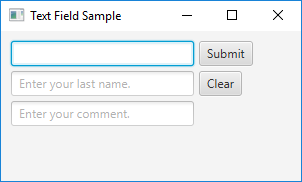 Text Field Sample
Submit
Enter your last name.
Clear
Enter your comment.